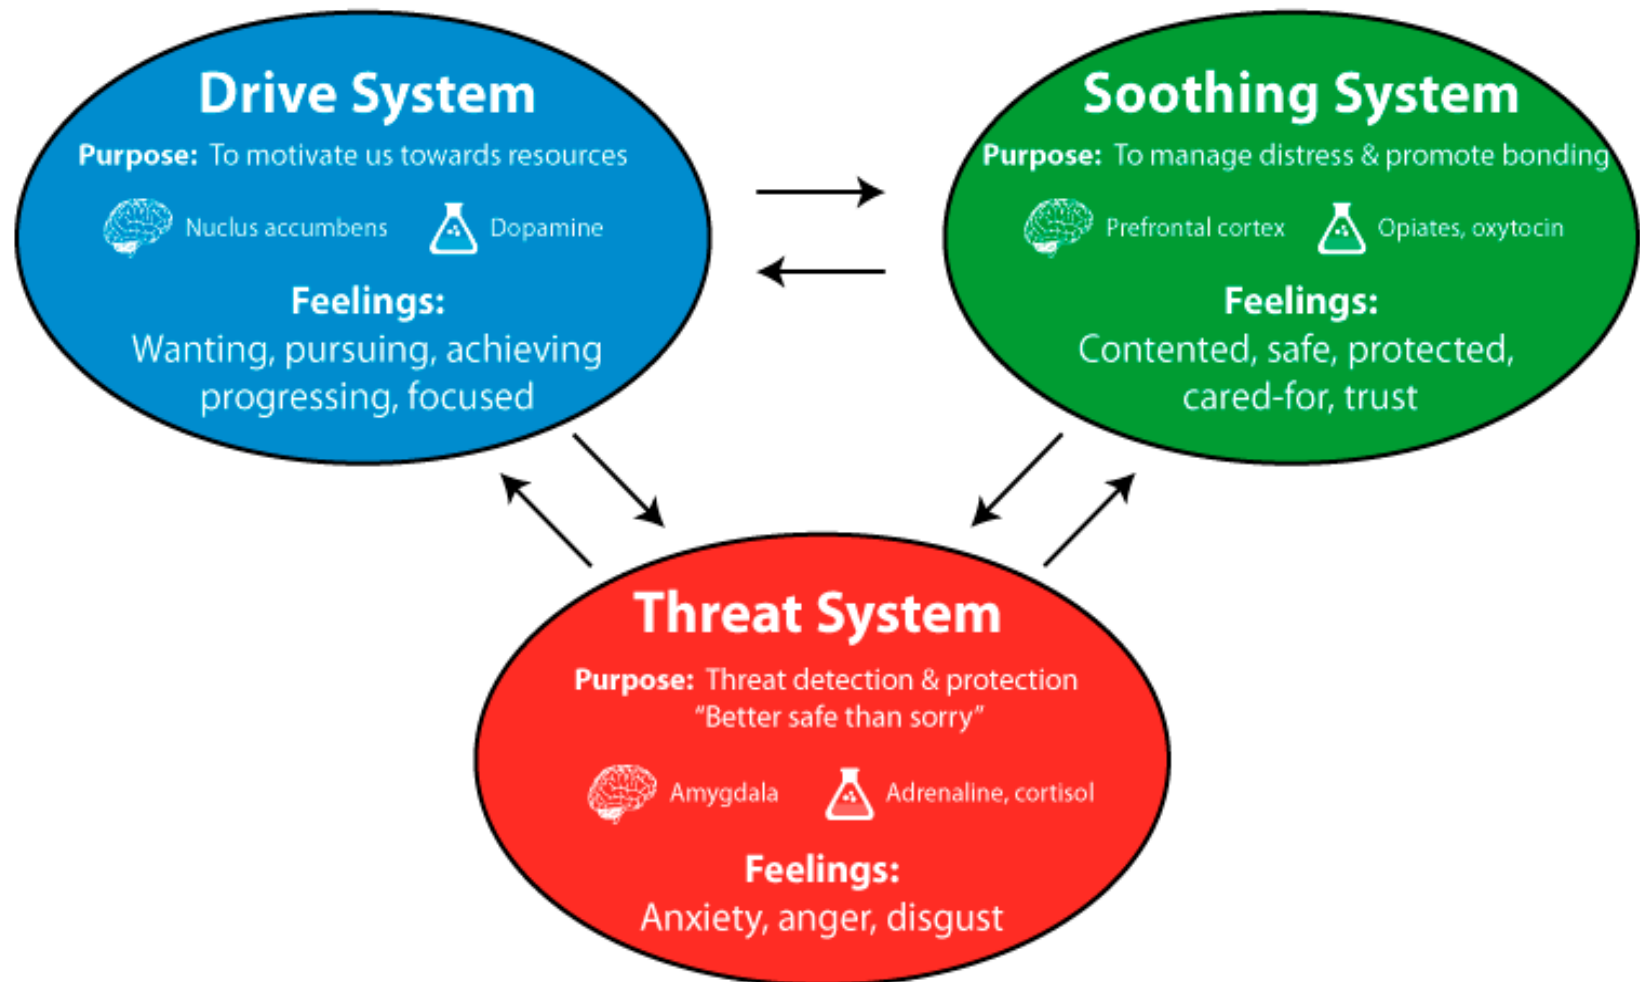 Drive System
Purpose: To motivate us towards resources
Nuclus accumbens
Dopamine
Feelings:
Wanting, pursuing, achieving
progressing, focused
Soothing System
Purpose: To manage distress & promote bonding
Prefrontal cortex
Opiates, oxytocin
Feelings:
Contented, safe, protected,
cared-for, trust
Threat System
Purpose: Threat detection & protection
“Better safe than sorry”
Amygdala
Adrenaline, cortisol
Feelings:
Anxiety, anger, disgust